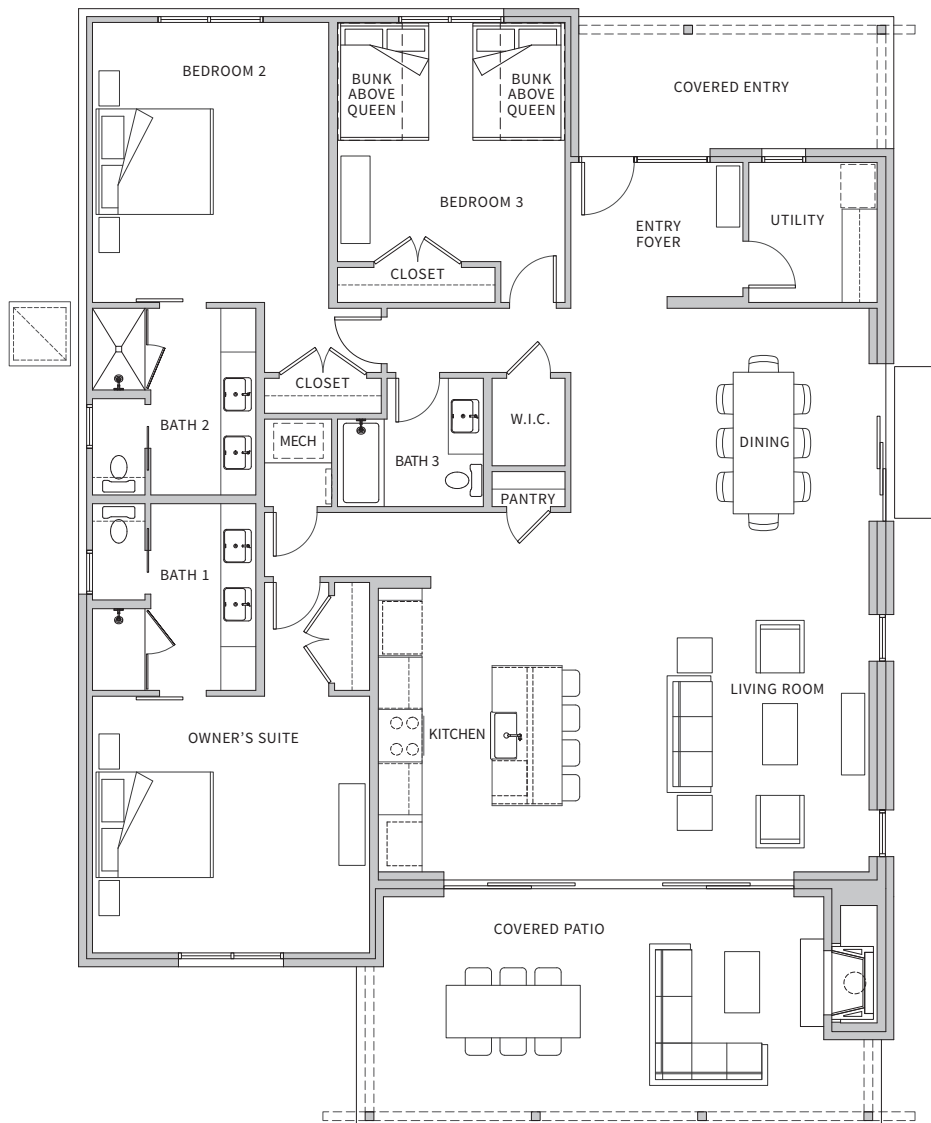 BEDROOM 2
BUNK
ABOVE
QUEEN
BUNK
ABOVE
QUEEN
COVERED ENTRY
BEDROOM 3
ENTRY
FOYER
UTILITY
CLOSET
CLOSET
BATH 2
MECH
BATH 3
W.I.C.
PANTRY
DINING
BATH 1
OWNER'S SUITE
KITCHEN
LIVING ROOM
COVERED PATIO